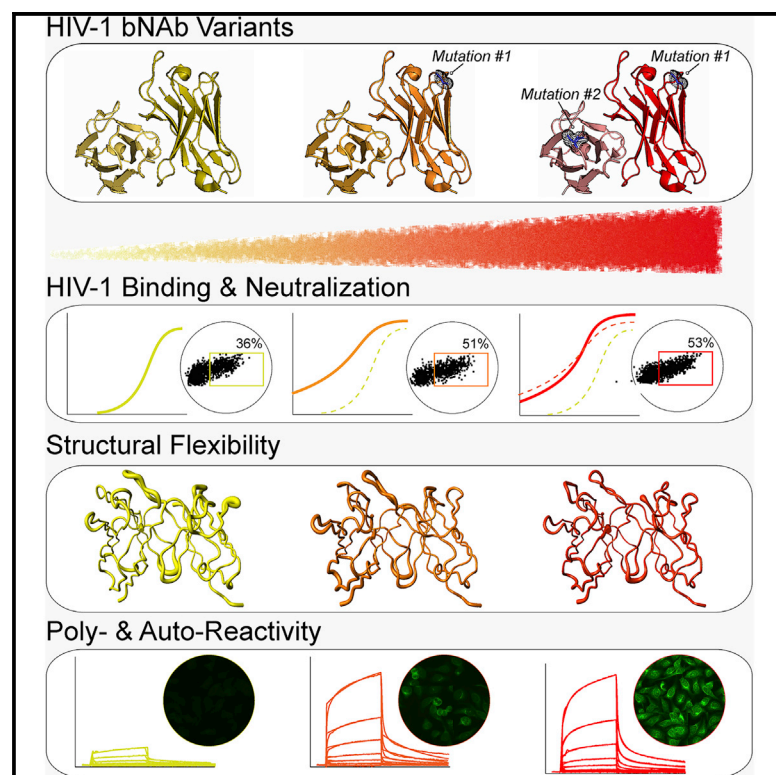 HIV-1 bNAb Variants
Mutation #1
Mutation #1
Mutation #2
HIV-1 Binding & Neutralization
36%
51%
53%
Structural Flexibility
Poly- & Auto-Reactivity